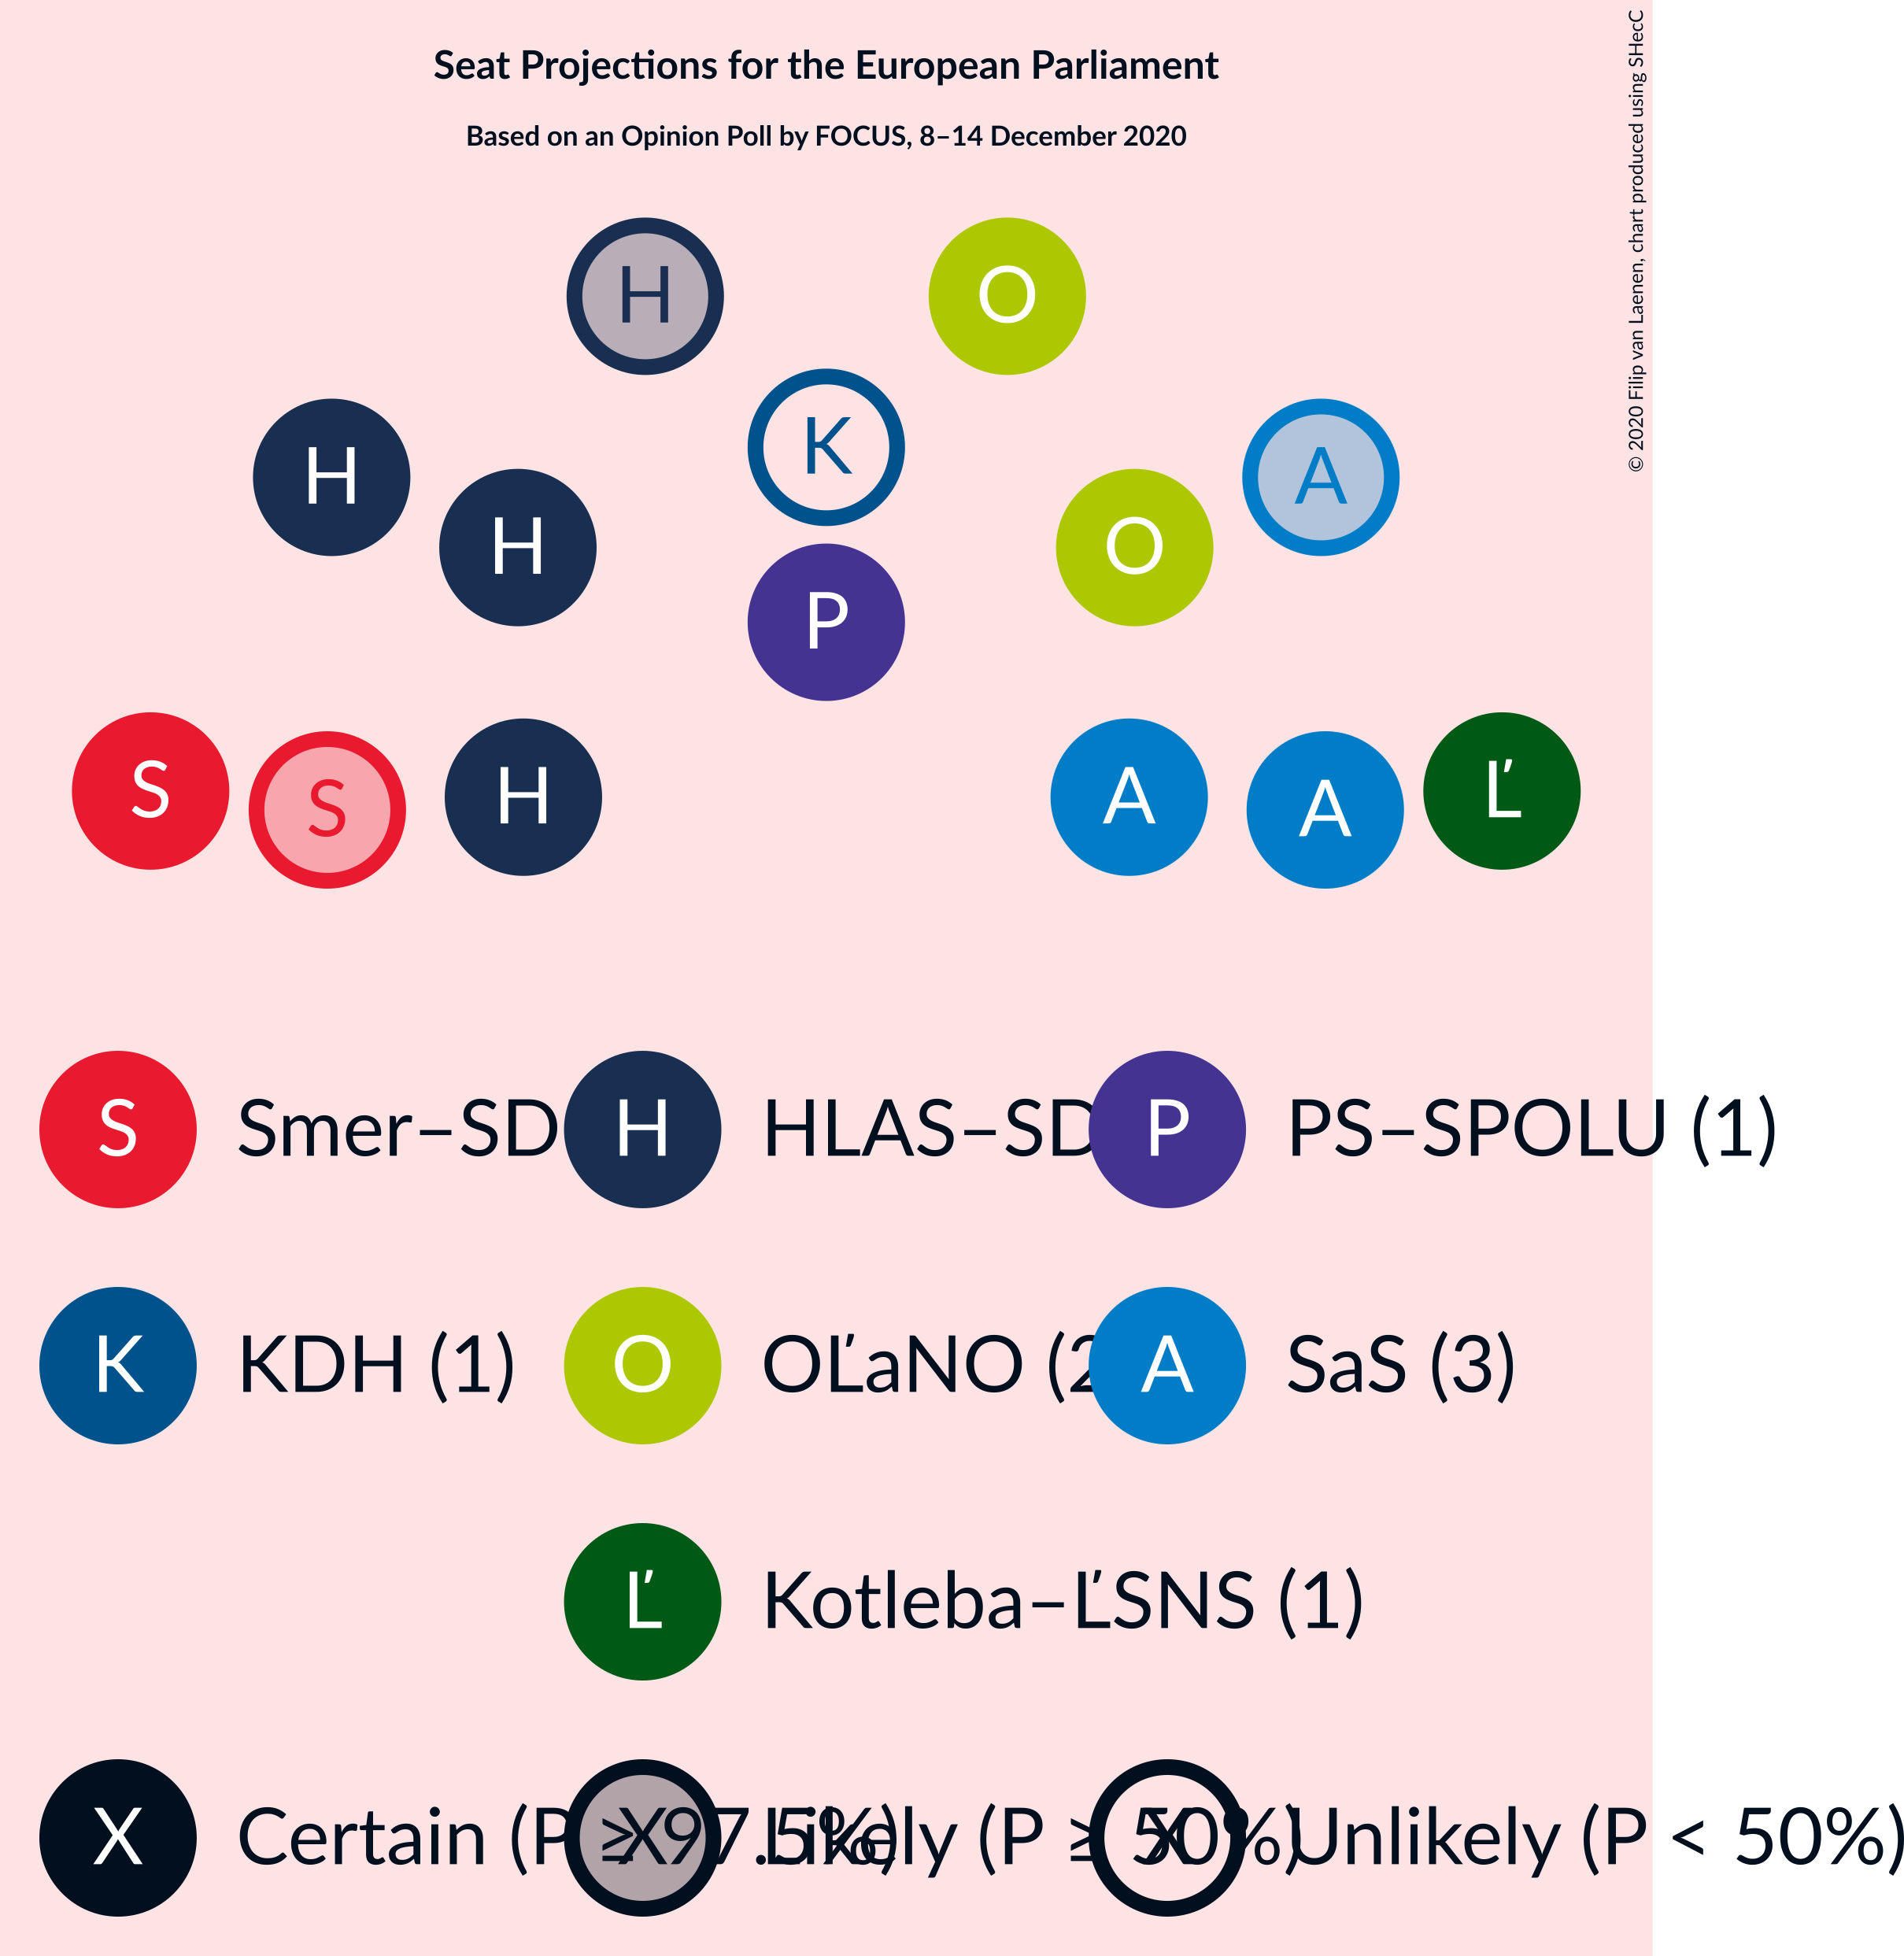 Seat Projections for the European Parliament
Based on an Opinion Poll by FOCUS, 8–14 December 2020
© 2020 Filip van Laenen, chart produced using SHecC
H
O
K
H
A
H
O
P
S
S
H
A
A
Ľ
S Smer–SD
H HLAS–SD
P PS–SPOLU (1)
K KDH (1)
O OĽaNO (2
A SaS (3)
Ľ Kotleba–ĽSNS (1)
X Certain (P ≥ 97.5%)
X Likely (P ≥ 50%)
X Unlikely (P < 50%)